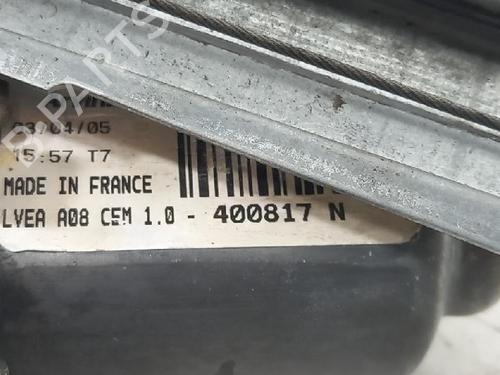 03/04/05
15:57 T7
MADE IN FRANCE
LVEA A08 CEM 1.0 - 400817 N